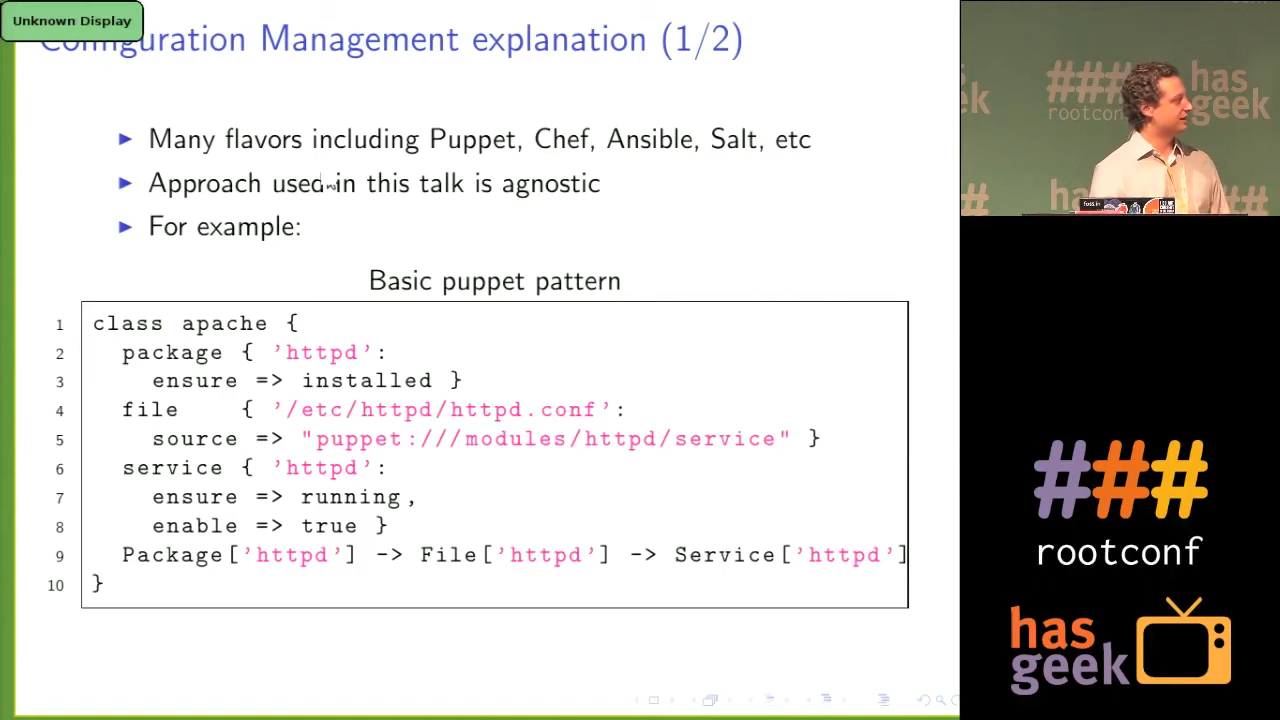 Unknown Display
Configuration Management explanation (1/2)
Many flavors including Puppet, Chef, Ansible, Salt, etc
Approach used in this talk is agnostic
For example:
Basic puppet pattern
1 class apache {
2 package { 'httpd':
3 ensure => installed }
4 file { '/etc/httpd/httpd.conf':
5 source => "puppet:///modules/httpd/service" }
6 service { 'httpd':
7 ensure => running,
8 enable => true }
9 Package['httpd'] -> File['httpd'] -> Service['httpd']
10 }
###
rootconf
has
geek
###
rootconf
has
geek